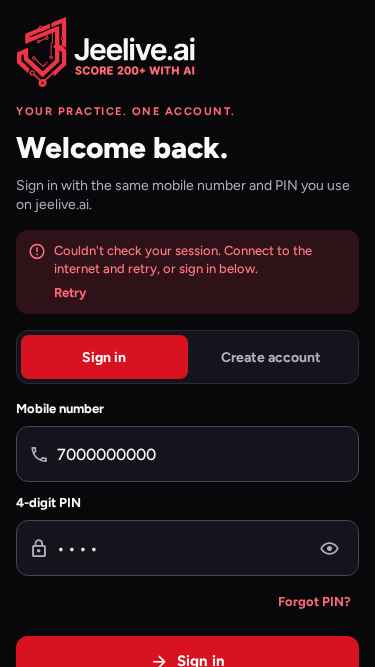 Jeelive.ai
SCORE 200+ WITH AI
YOUR PRACTICE. ONE ACCOUNT.
Welcome back.
Sign in with the same mobile number and PIN you use
on jeelive.ai.
Couldn't check your session. Connect to the
internet and retry, or sign in below.
Retry
Sign in
Create account
Mobile number
7000000000
4-digit PIN
• • • •
Forgot PIN?
→ Sign in